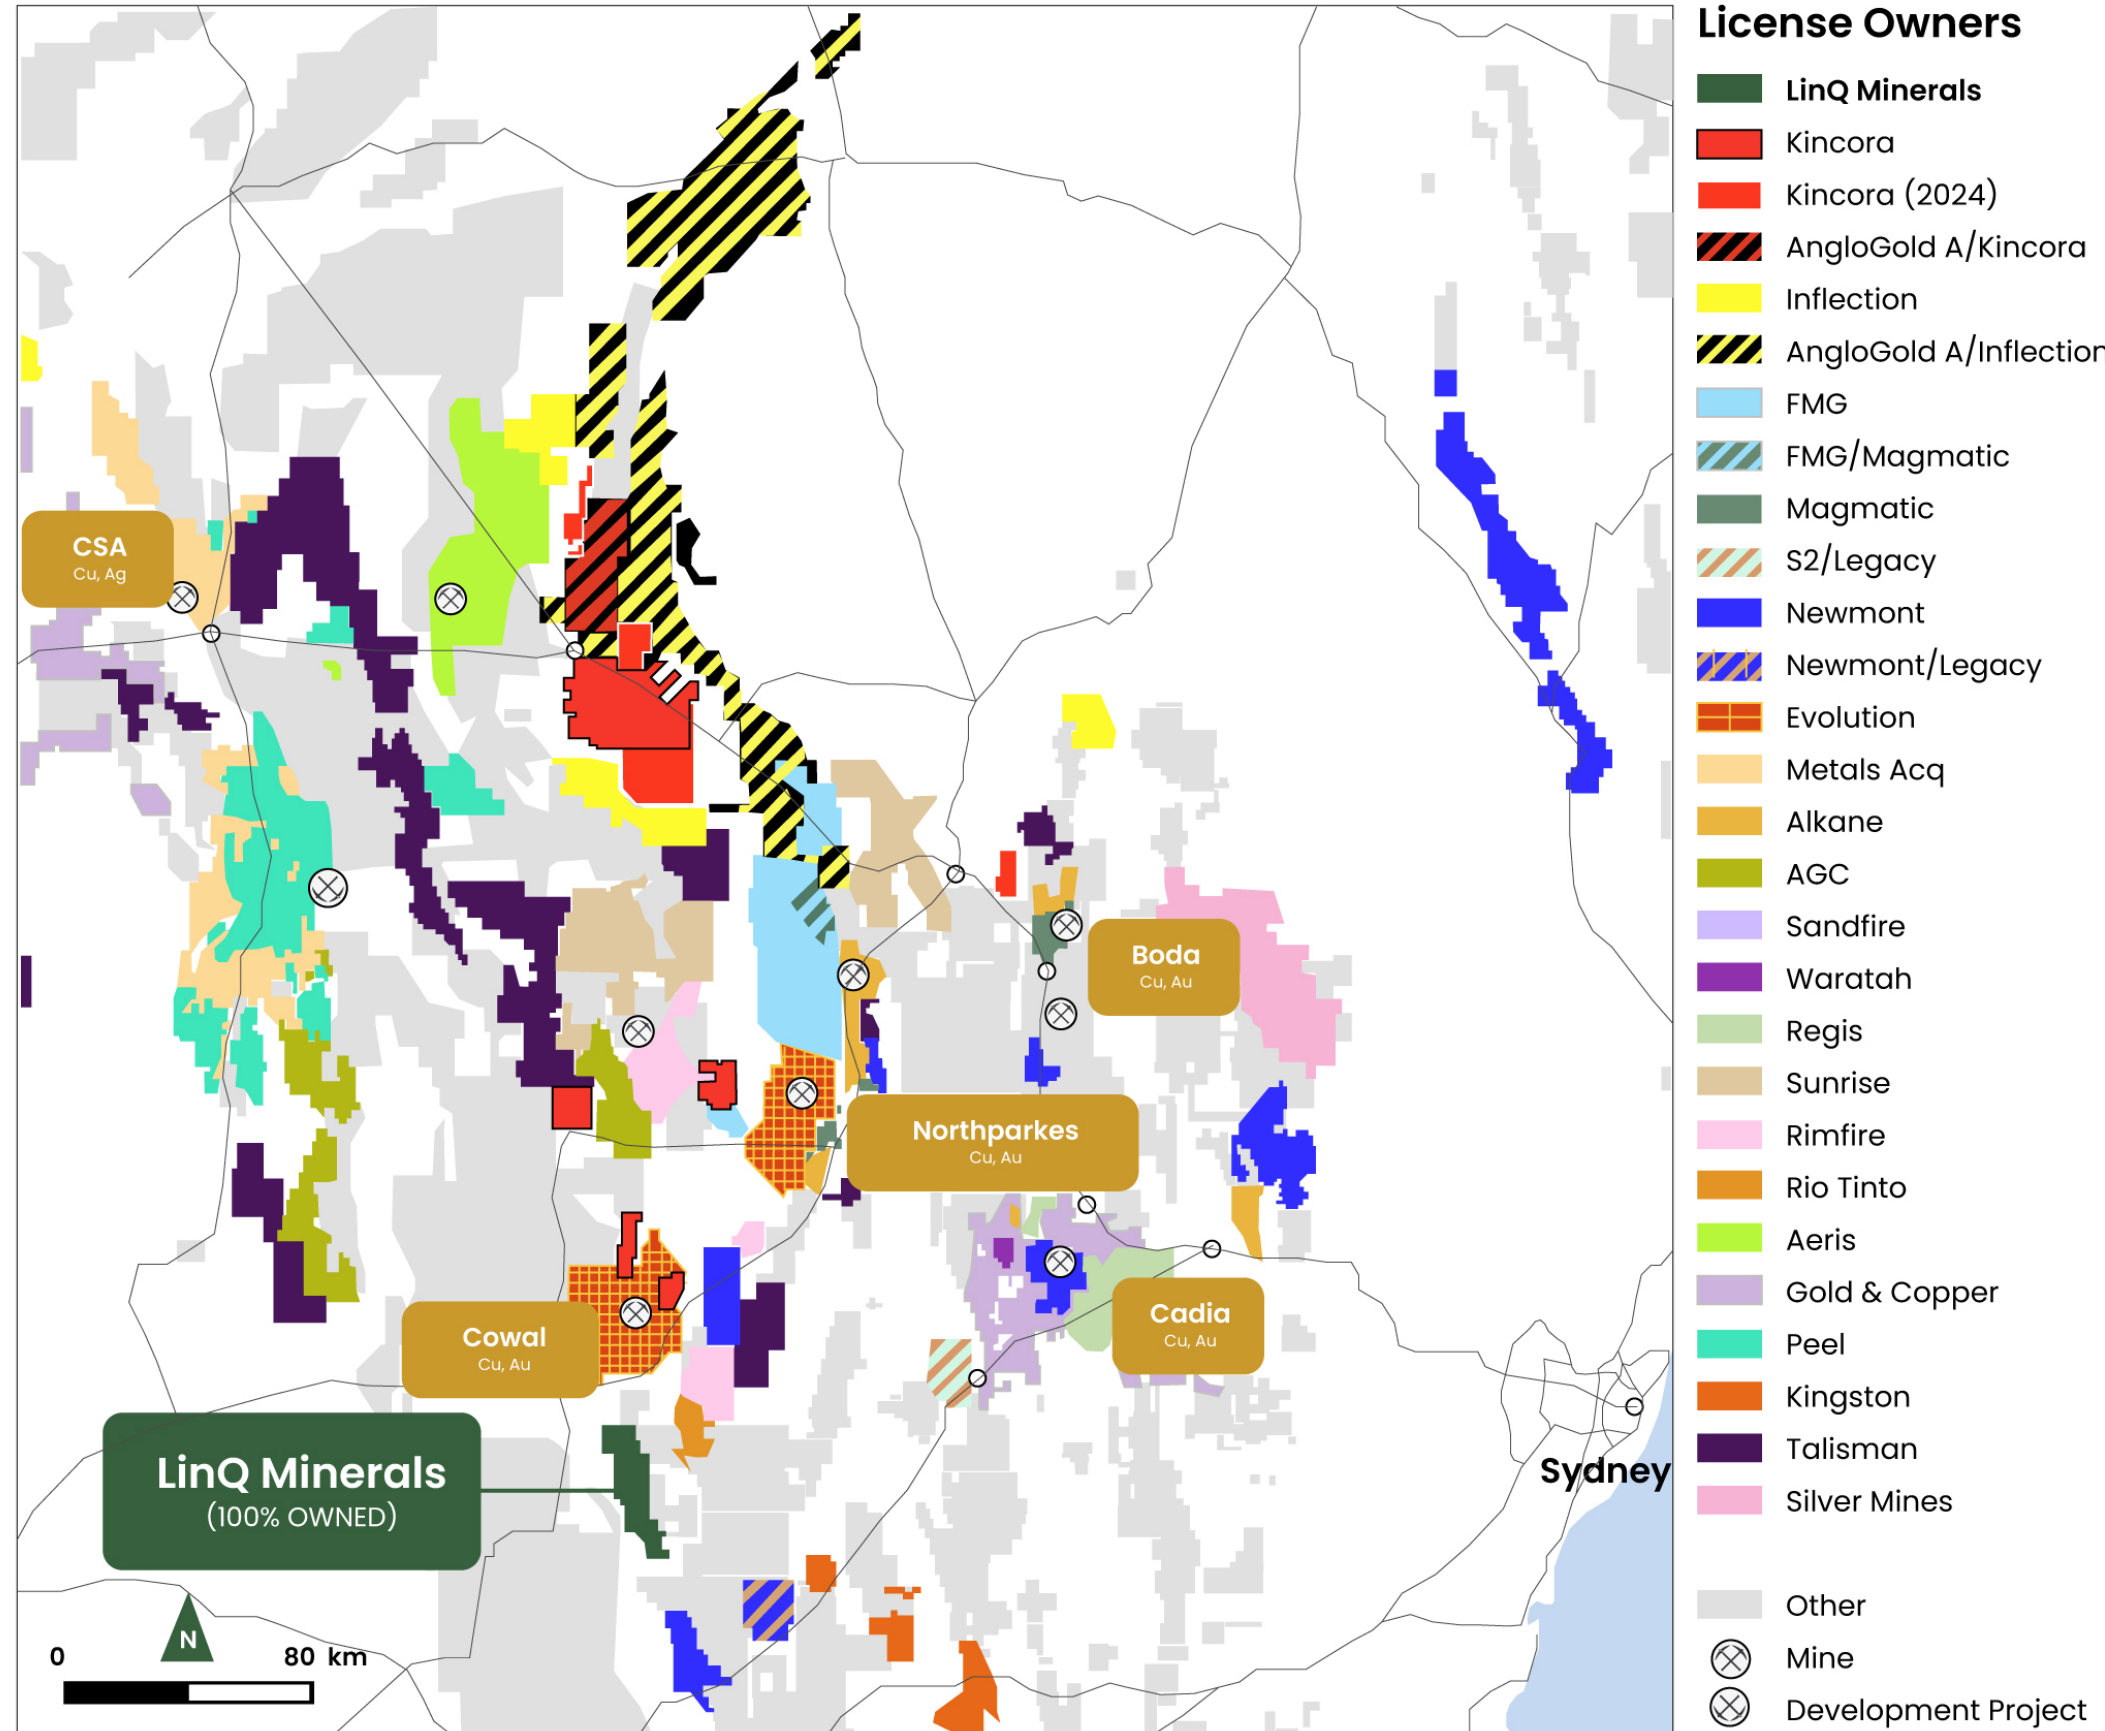 License Owners
LinQ Minerals
Kincora
Kincora (2024)
AngloGold A/Kincora
Inflection
AngloGold A/Inflection
FMG
FMG/Magmatic
Magmatic
S2/Legacy
Newmont
Newmont/Legacy
Evolution
Metals Acq
Alkane
AGC
Sandfire
Waratah
Regis
Sunrise
Rimfire
Rio Tinto
Aeris
Gold & Copper
Peel
Kingston
Talisman
Silver Mines
Other
Mine
Development Project
CSA
Cu, Ag
Boda
Cu, Au
Northparkes
Cu, Au
Cadia
Cu, Au
Cowal
Cu, Au
LinQ Minerals
(100% OWNED)
Sydney
N
0 80 km